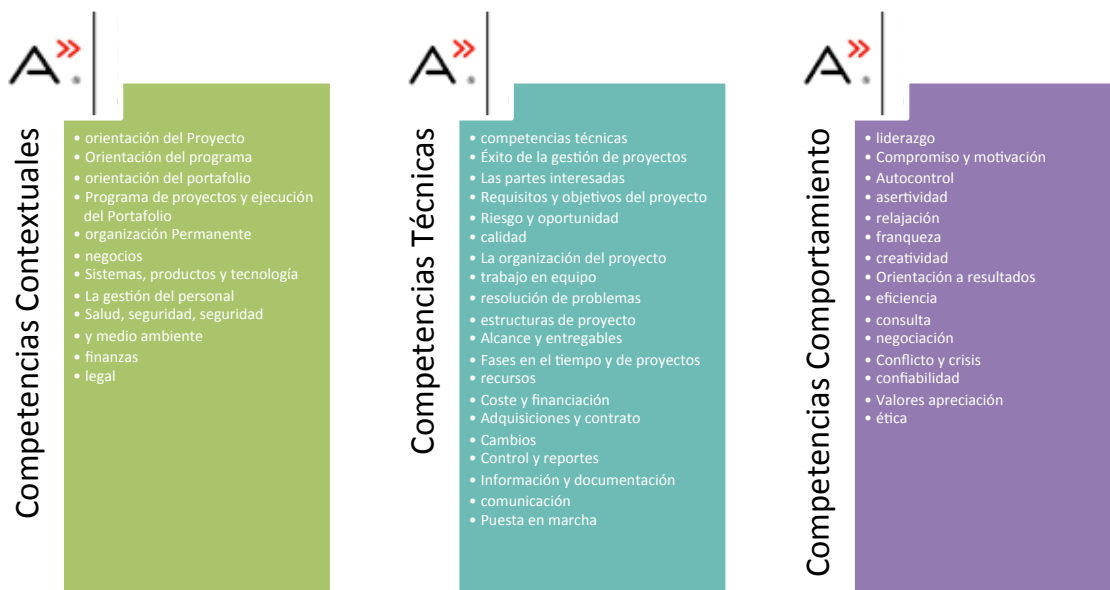 A»
Competencias Contextuales
• orientación del Proyecto
• Orientación del programa
• orientación del portafolio
• Programa de proyectos y ejecución
del Portafolio
• organización Permanente
• negocios
• Sistemas, productos y tecnología
• La gestión del personal
• Salud, seguridad, seguridad
• y medio ambiente
• finanzas
• legal
A»
Competencias Técnicas
• competencias técnicas
• Éxito de la gestión de proyectos
• Las partes interesadas
• Requisitos y objetivos del proyecto
• Riesgo y oportunidad
• calidad
• La organización del proyecto
• trabajo en equipo
• resolución de problemas
• estructuras de proyecto
• Alcance y entregables
• Fases en el tiempo y de proyectos
• recursos
• Coste y financiación
• Adquisiciones y contrato
• Cambios
• Control y reportes
• Información y documentación
• comunicación
• Puesta en marcha
A»
Competencias Comportamiento
• liderazgo
• Compromiso y motivación
• Autocontrol
• asertividad
• relajación
• franqueza
• creatividad
• Orientación a resultados
• eficiencia
• consulta
• negociación
• Conflicto y crisis
• confiabilidad
• Valores apreciación
• ética